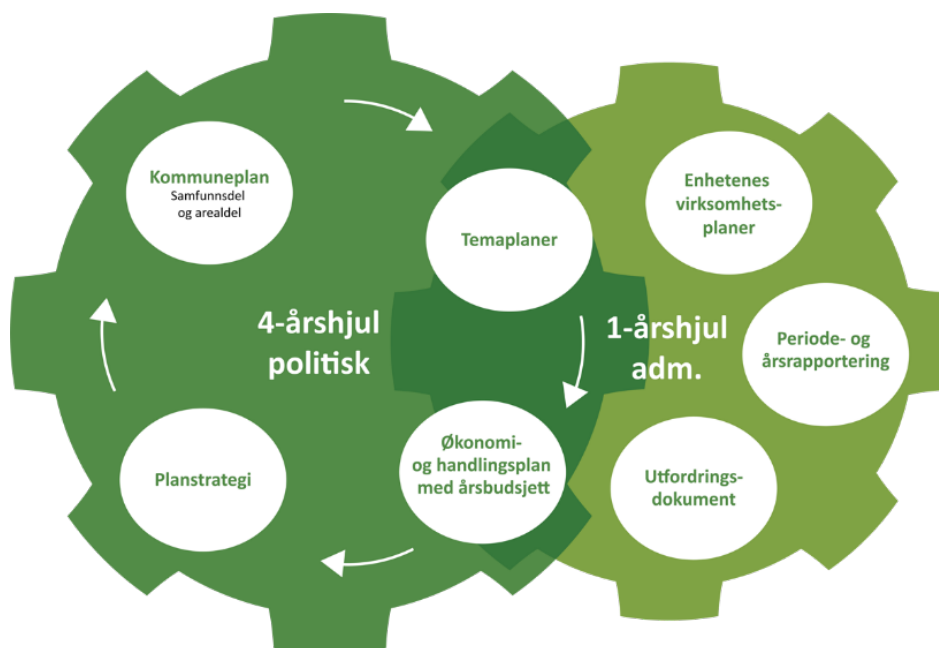 Kommuneplan
Samfunnsdel
og arealdel
Temaplaner
Enhetenes
virksomhets-
planer
4-årshjul
politisk
1-årshjul
adm.
Periode- og
årsrapportering
Planstrategi
Økonomi-
og handlingsplan
med årsbudsjett
Utfordrings-
dokument